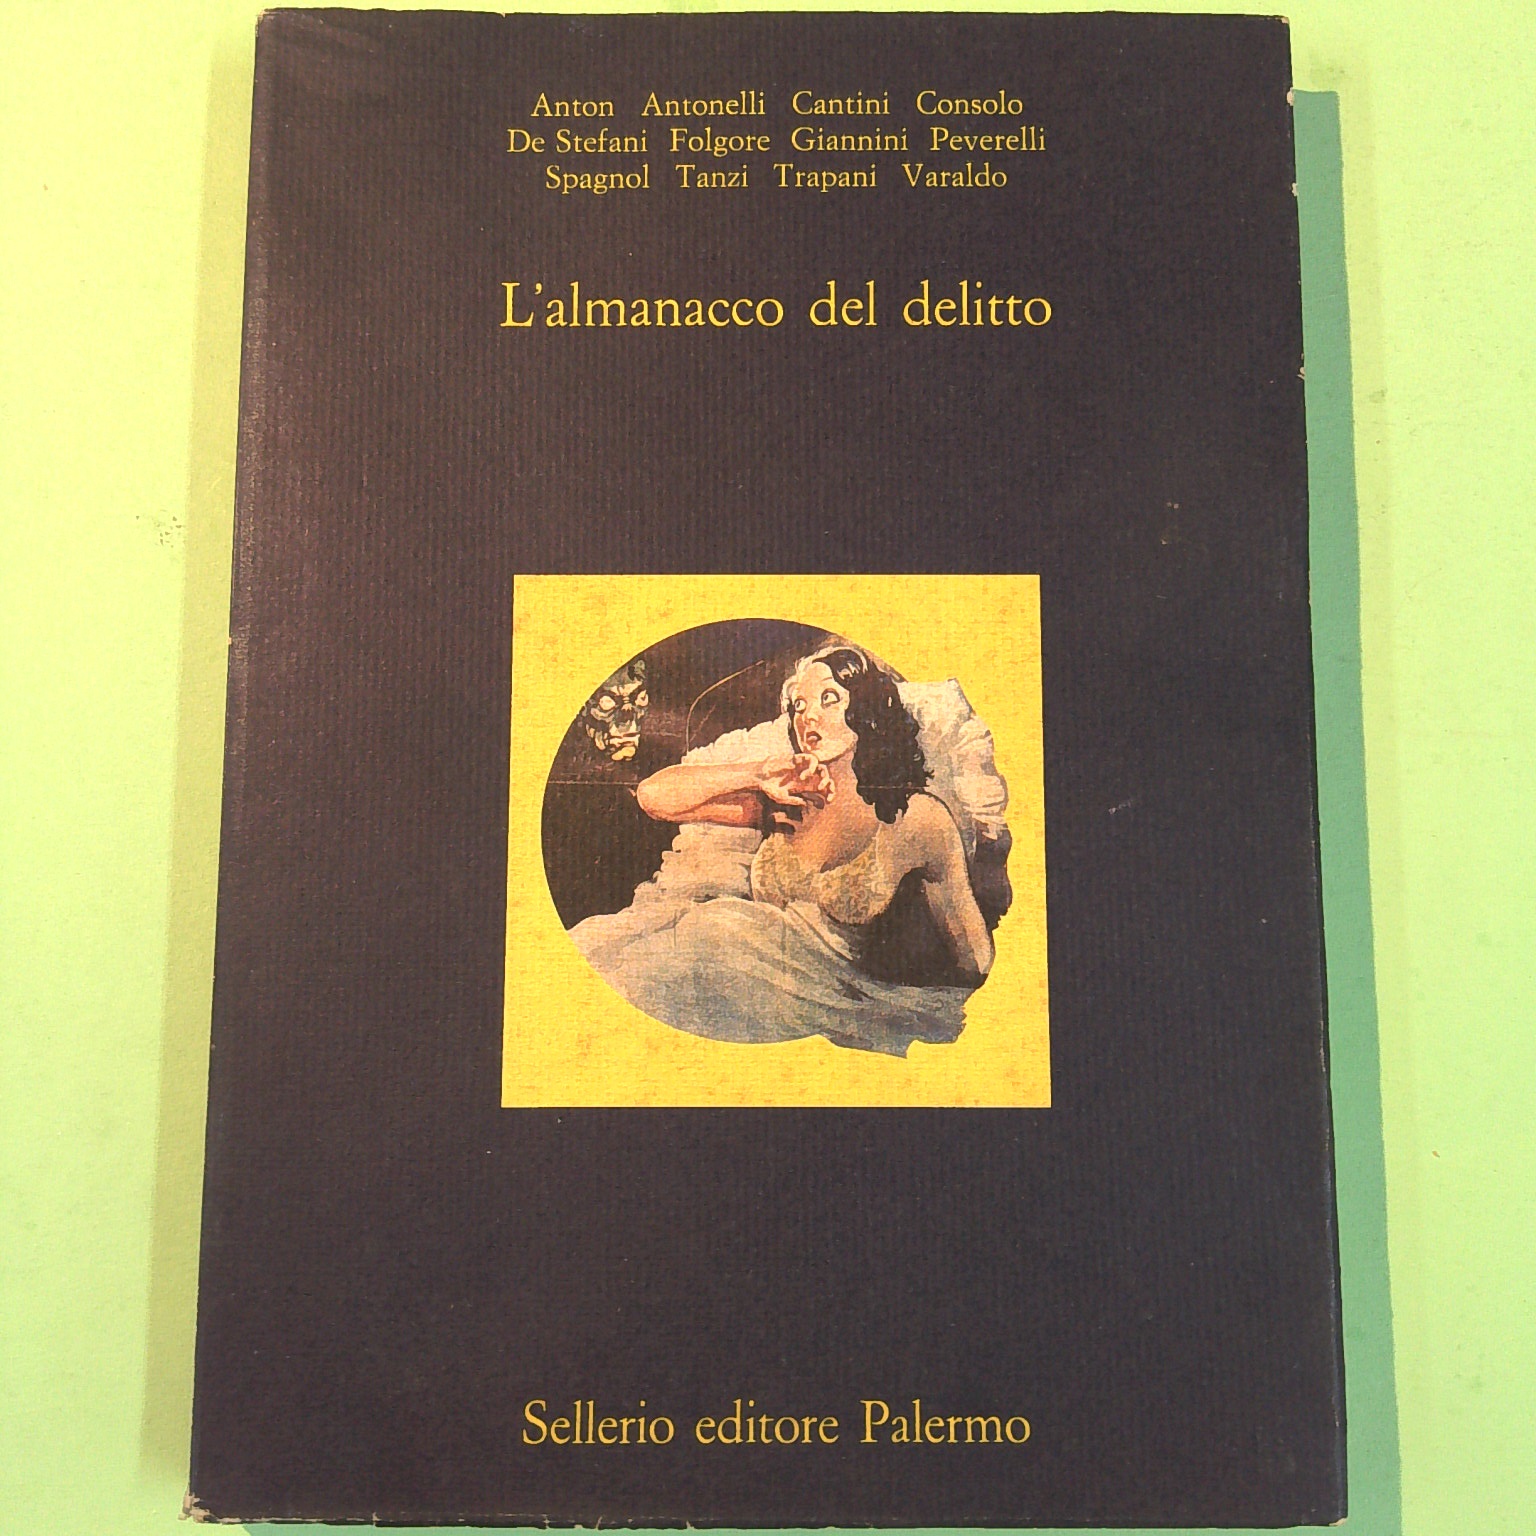 Anton Antonelli Cantini Consolo
De Stefani Folgore Giannini Peverelli
Spagnol Tanzi Trapani Varaldo
L'almanacco del delitto
Sellerio editore Palermo